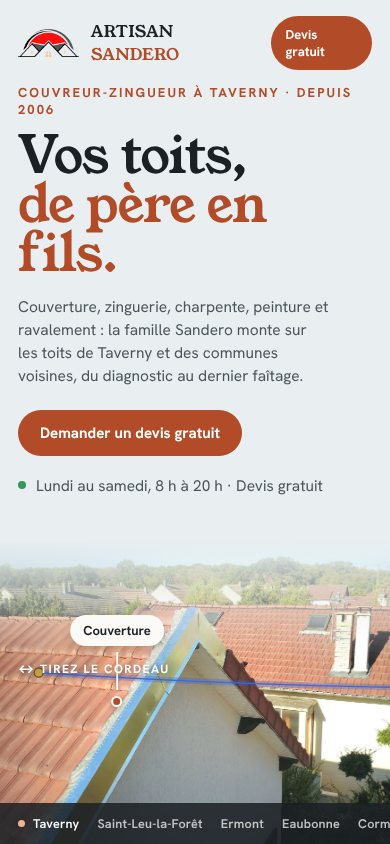 ARTISAN
SANDERO
Devis
gratuit
COUVREUR-ZINGUEUR À TAVERNY · DEPUIS
2006
Vos toits,
de père en
fils.
Couverture, zinguerie, charpente, peinture et
ravalement : la famille Sandero monte sur
les toits de Taverny et des communes
voisines, du diagnostic au dernier faîtage.
Demander un devis gratuit
Lundi au samedi, 8 h à 20 h · Devis gratuit
Couverture
↔ TIREZ LE CORDEAU
Taverny Saint-Leu-la-Forêt Ermont Eaubonne Corm